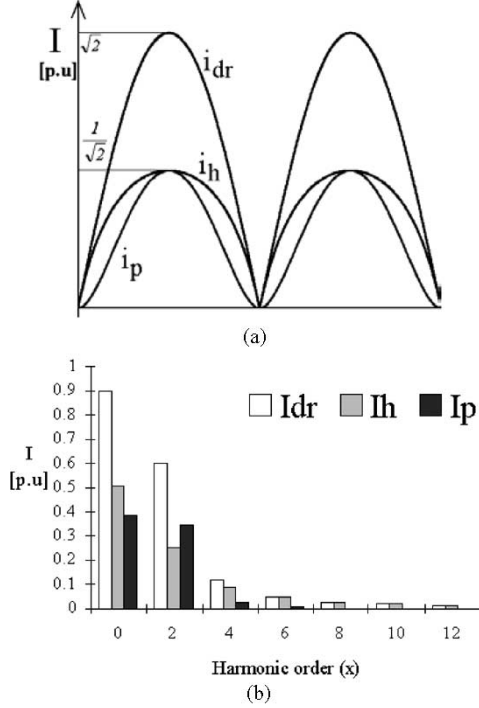 I
[p.u]
√2
1/√2
i_dr
i_h
i_p
(a)
1
0.9
0.8
0.7
0.6
0.5
0.4
0.3
0.2
0.1
0
I
[p.u]
Idr Ih Ip
0 2 4 6 8 10 12
Harmonic order (x)
(b)